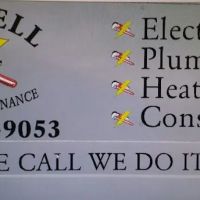 ELL
NANCE
-9053
Elect
Plum
Heat
Cons
E CALL WE DO IT